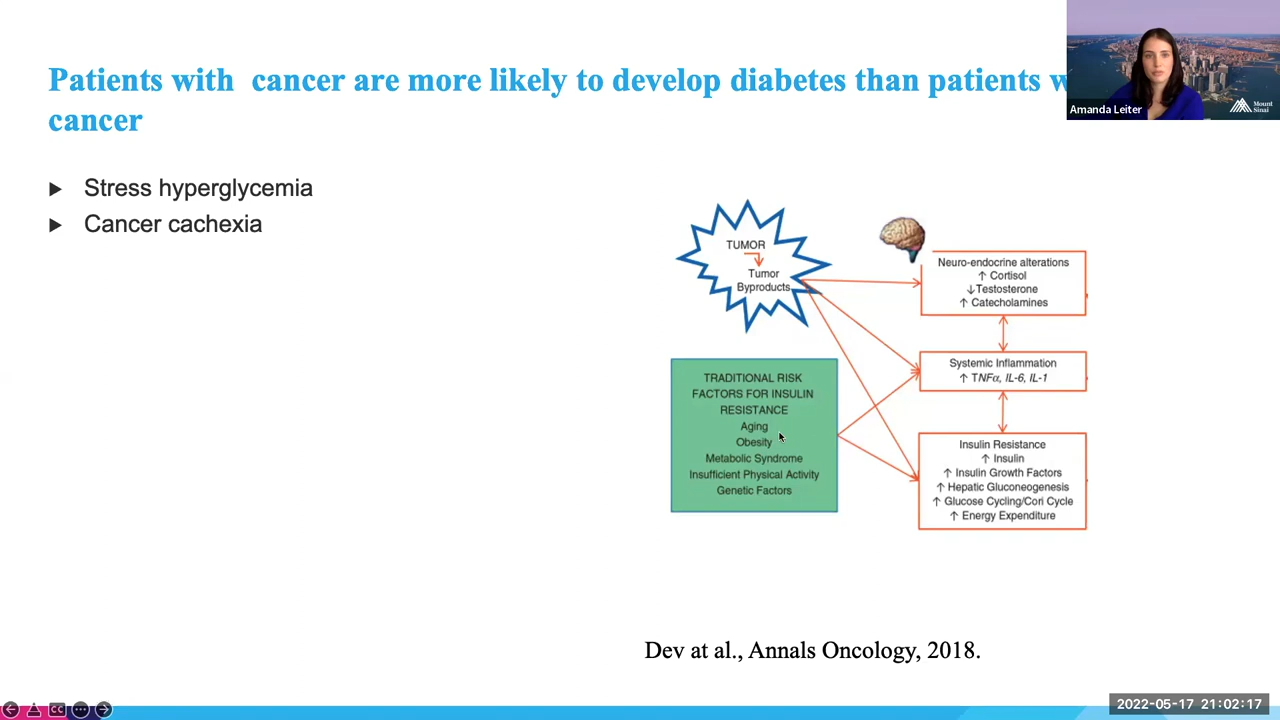 Patients with cancer are more likely to develop diabetes than patients
cancer
Stress hyperglycemia
Cancer cachexia
TUMOR
Tumor
Byproducts
TRADITIONAL RISK
FACTORS FOR INSULIN
RESISTANCE
Aging
Obesity
Metabolic Syndrome
Insufficient Physical Activity
Genetic Factors
Neuro-endocrine alterations
↑ Cortisol
↓Testosterone
↑ Catecholamines
Systemic Inflammation
↑ TNFα, IL-6, IL-1
Insulin Resistance
↑ Insulin
↑ Insulin Growth Factors
↑ Hepatic Gluconeogenesis
↑ Glucose Cycling/Cori Cycle
↑ Energy Expenditure
Dev at al., Annals Oncology, 2018.
Amanda Leiter
Mount
Sinai
CC
2022-05-17 21:02:17